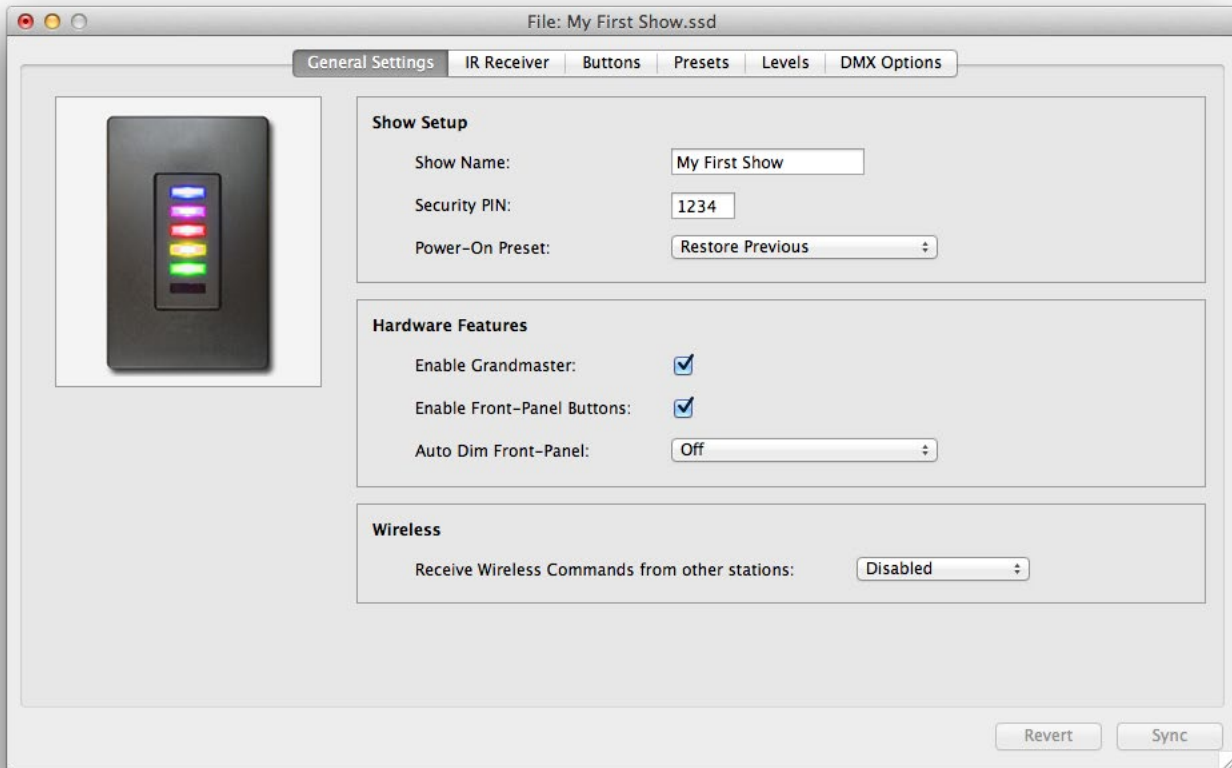 File: My First Show.ssd
General Settings IR Receiver Buttons Presets Levels DMX Options
Show Setup
Show Name: My First Show
Security PIN: 1234
Power-On Preset: Restore Previous
Hardware Features
Enable Grandmaster:
Enable Front-Panel Buttons:
Auto Dim Front-Panel: Off
Wireless
Receive Wireless Commands from other stations: Disabled
Revert Sync